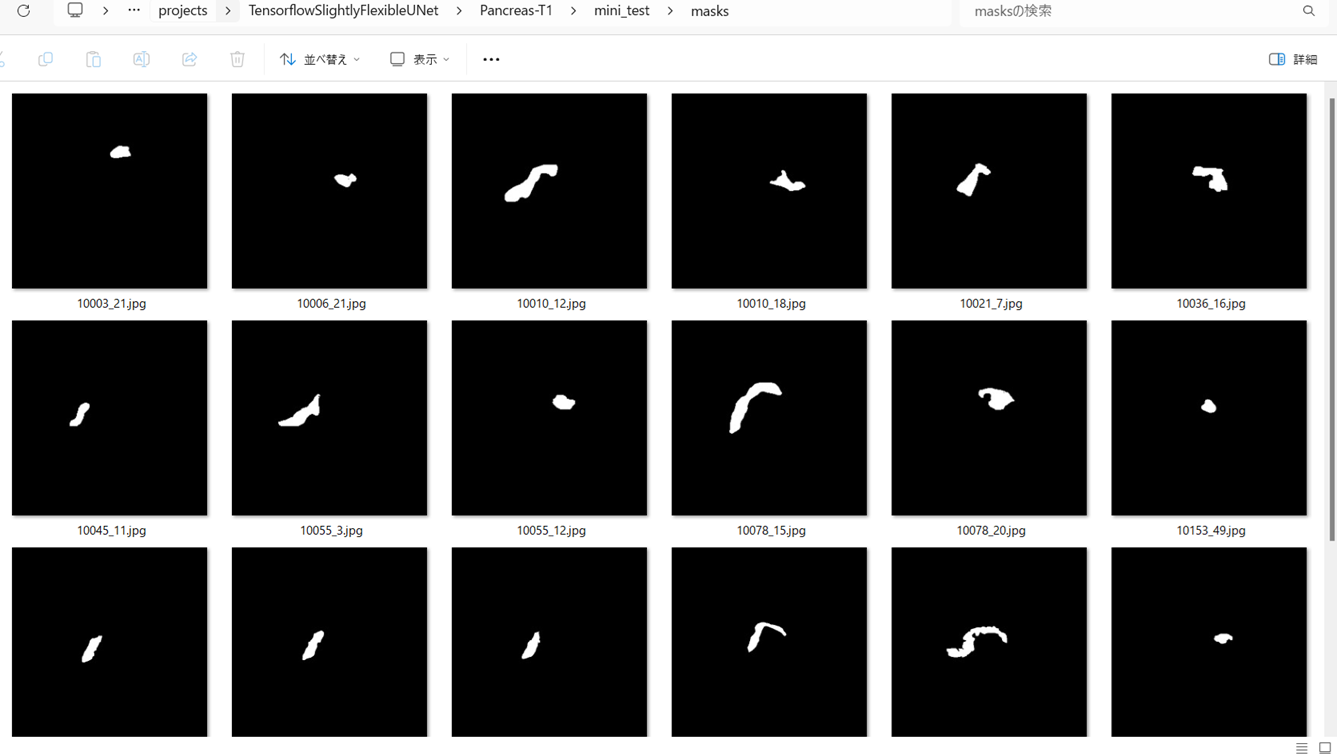 … projects TensorflowSlightlyFlexibleUNet Pancreas-T1 mini_test masks masksの検索
並べ替え 表示 … 詳細
10003_21.jpg 10006_21.jpg 10010_12.jpg 10010_18.jpg 10021_7.jpg 10036_16.jpg
10045_11.jpg 10055_3.jpg 10055_12.jpg 10078_15.jpg 10078_20.jpg 10153_49.jpg